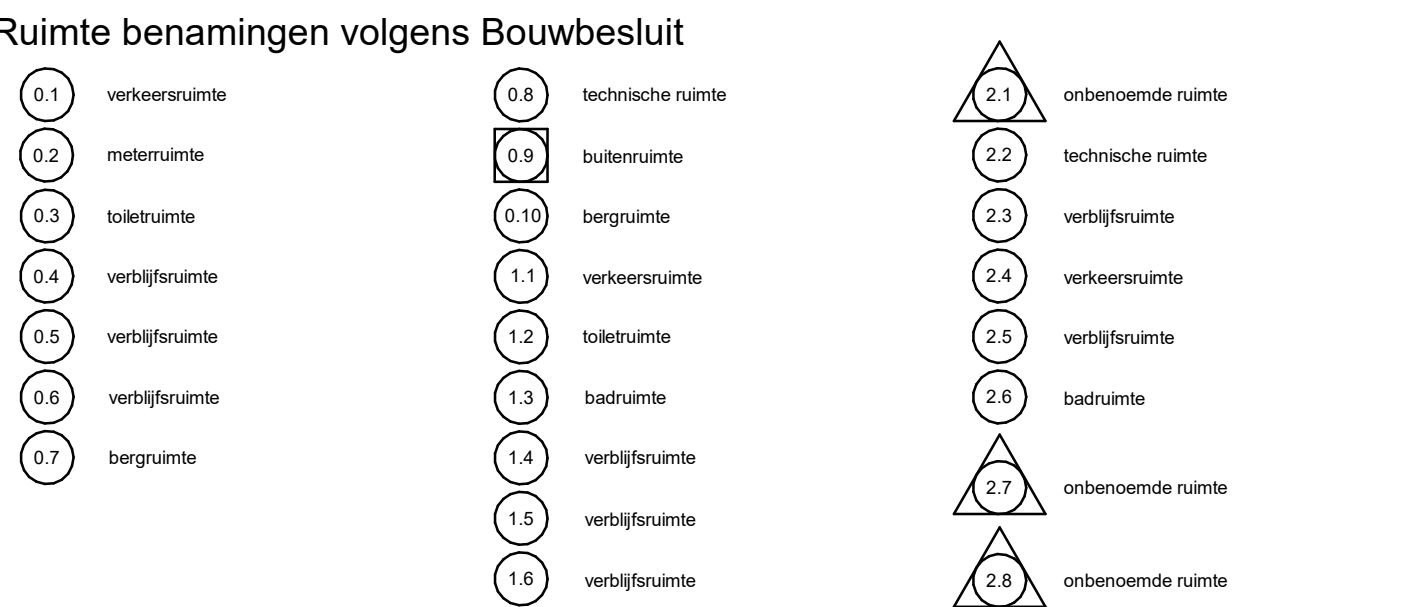 Ruimte benamingen volgens Bouwbesluit
0.1 verkeersruimte
0.2 meterruimte
0.3 toiletruimte
0.4 verblijfsruimte
0.5 verblijfsruimte
0.6 verblijfsruimte
0.7 bergruimte
0.8 technische ruimte
0.9 buitenruimte
0.10 bergruimte
1.1 verkeersruimte
1.2 toiletruimte
1.3 badruimte
1.4 verblijfsruimte
1.5 verblijfsruimte
1.6 verblijfsruimte
2.1 onbenoemde ruimte
2.2 technische ruimte
2.3 verblijfsruimte
2.4 verkeersruimte
2.5 verblijfsruimte
2.6 badruimte
2.7 onbenoemde ruimte
2.8 onbenoemde ruimte